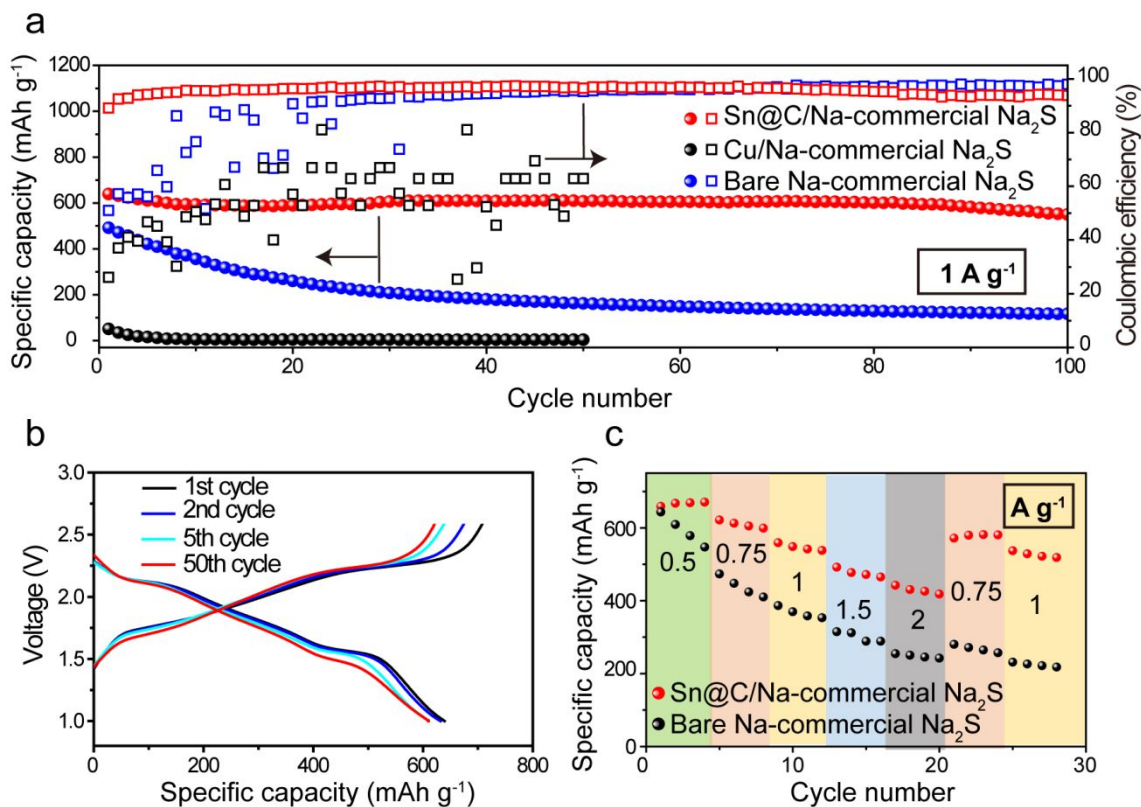 a
Specific capacity (mAh g⁻¹)
1200
1000
800
600
400
200
0
100
80
60
40
20
0
Coulombic efficiency (%)
Sn@C/Na-commercial Na₂S
Cu/Na-commercial Na₂S
Bare Na-commercial Na₂S
1 A g⁻¹
1 20 40 60 80 100
Cycle number
b
Voltage (V)
3.0
2.5
2.0
1.5
1.0
1st cycle
2nd cycle
5th cycle
50th cycle
0 200 400 600 800
Specific capacity (mAh g⁻¹)
c
Specific capacity (mAh g⁻¹)
600
400
200
0
A g⁻¹
0.5
0.75
1
1.5
2
0.75
1
Sn@C/Na-commercial Na₂S
Bare Na-commercial Na₂S
0 10 20 30
Cycle number